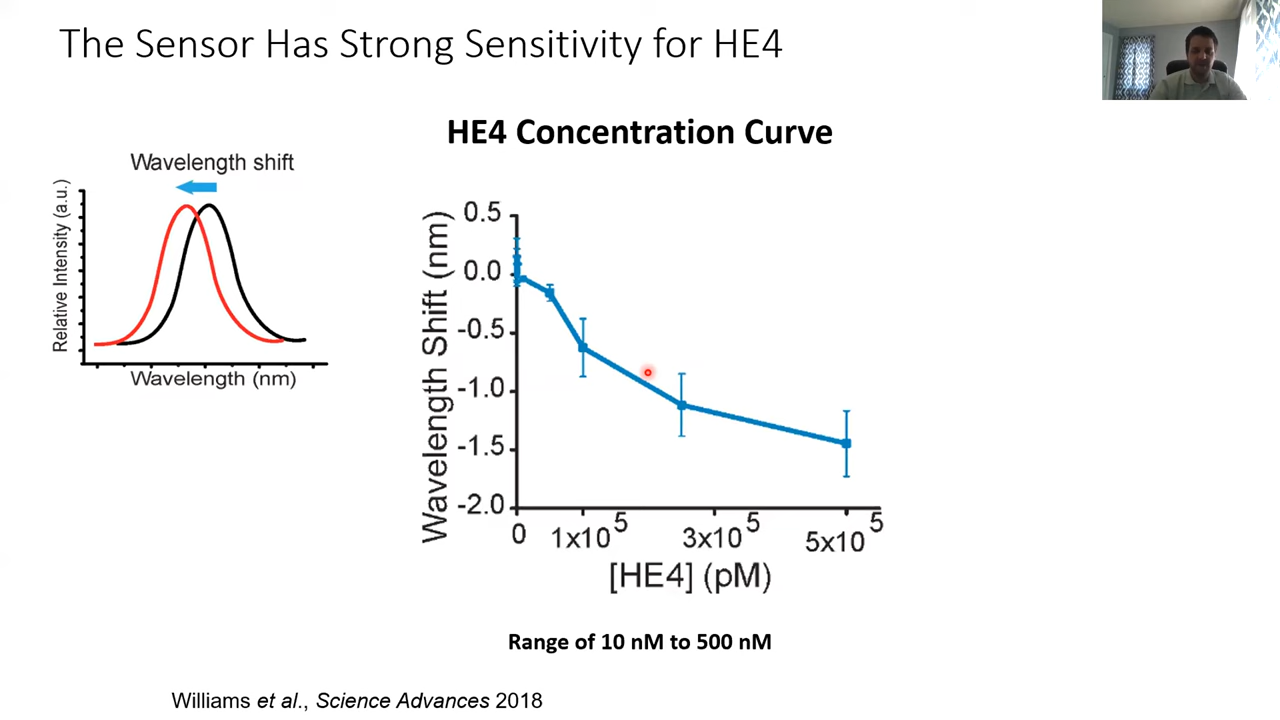 The Sensor Has Strong Sensitivity for HE4
HE4 Concentration Curve
Wavelength shift
Relative Intensity (a.u.)
Wavelength (nm)
Wavelength Shift (nm)
0.5
0.0
-0.5
-1.0
-1.5
-2.0
0 1x10⁵ 3x10⁵ 5x10⁵
[HE4] (pM)
Range of 10 nM to 500 nM
Williams et al., Science Advances 2018